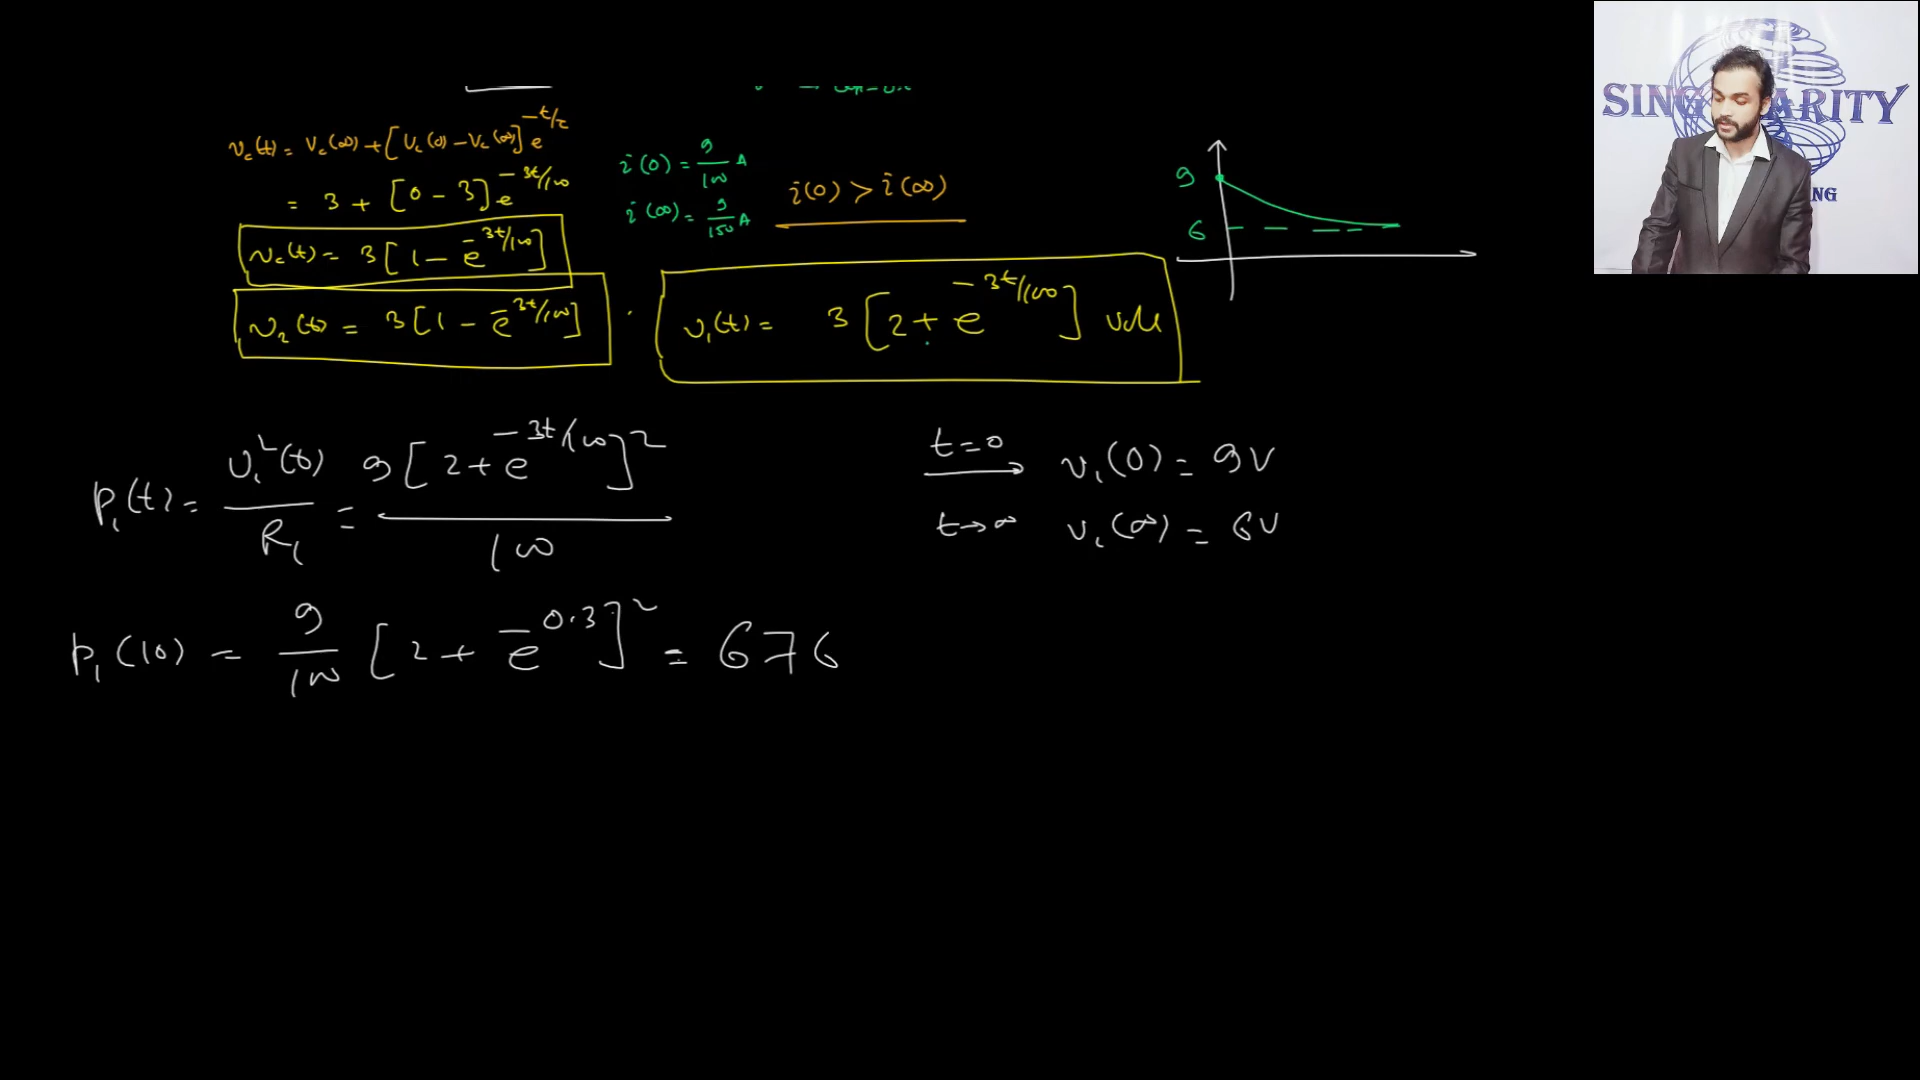 v_c(t) = V_c(∞) + [V_c(0) - V_c(∞)] e^{-t/τ}
= 3 + [0 - 3] e^{-3t/100}
v_c(t) = 3 [1 - e^{-3t/100}]
v_2(t) = 3 [1 - e^{-3t/100}]
i(0) = 9/100 A
i(∞) = 9/150 A
i(0) > i(∞)
v_1(t) = 3 [2 + e^{-3t/100}] volt
9
6
p_1(t) = v_1^2(t)/R_1 = 9 [2 + e^{-3t/100}]^2 / 100
t=0 v_1(0) = 9V
t→∞ v_1(∞) = 6V
p_1(10) = 9/100 [2 + e^{-0.3}]^2 = 676